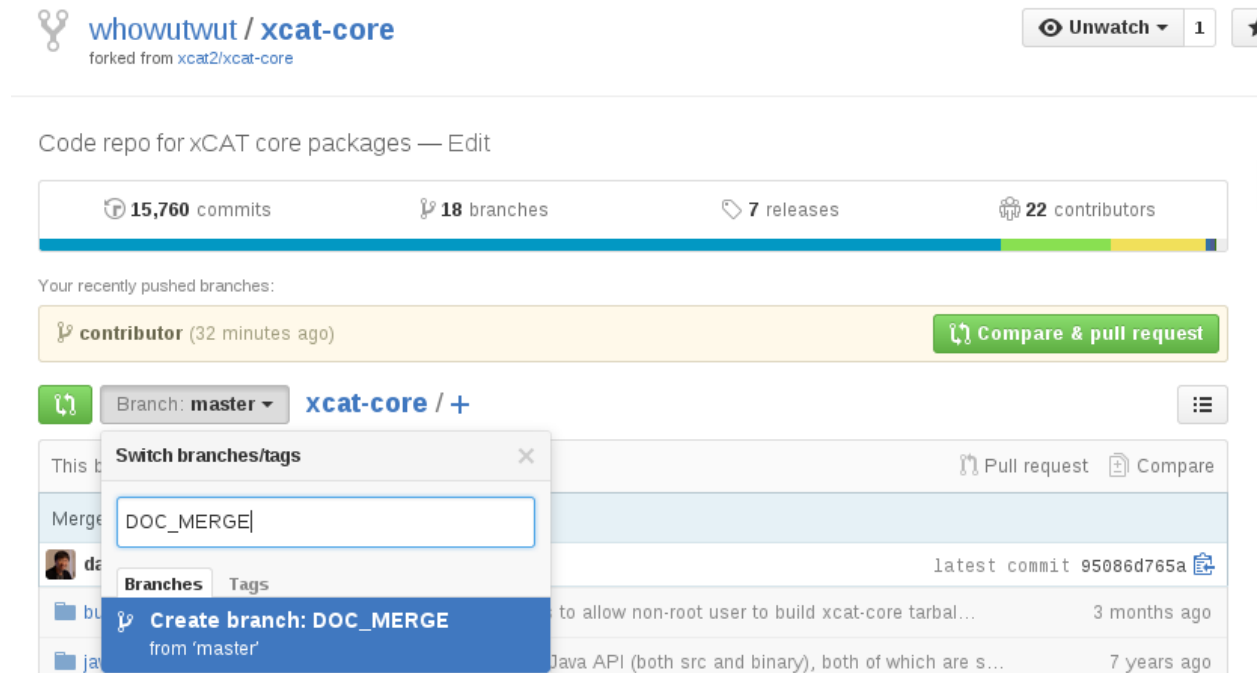 whowutwut / xcat-core
Unwatch 1
forked from xcat2/xcat-core
Code repo for xCAT core packages — Edit
15,760 commits 18 branches 7 releases 22 contributors
Your recently pushed branches:
contributor (32 minutes ago) Compare & pull request
Branch: master xcat-core / +
Switch branches/tags
This Pull request Compare
DOC_MERGE
Merge
latest commit 95086d765a
Branches Tags
Create branch: DOC_MERGE
to allow non-root user to build xcat-core tarbal... 3 months ago
from ‘master’
Java API (both src and binary), both of which are s... 7 years ago